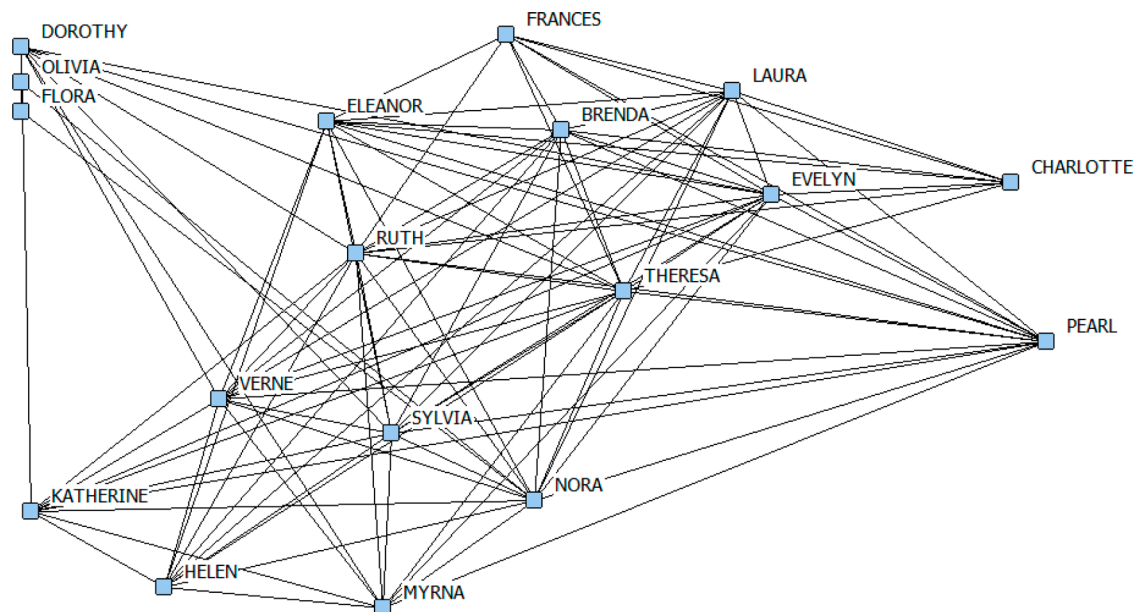 FRANCES
DOROTHY
OLIVIA
LAURA
FLORA
ELEANOR
BRENDA
CHARLOTTE
EVELYN
RUTH
THERESA
PEARL
VERNE
SYLVIA
NORA
KATHERINE
HELEN
MYRNA